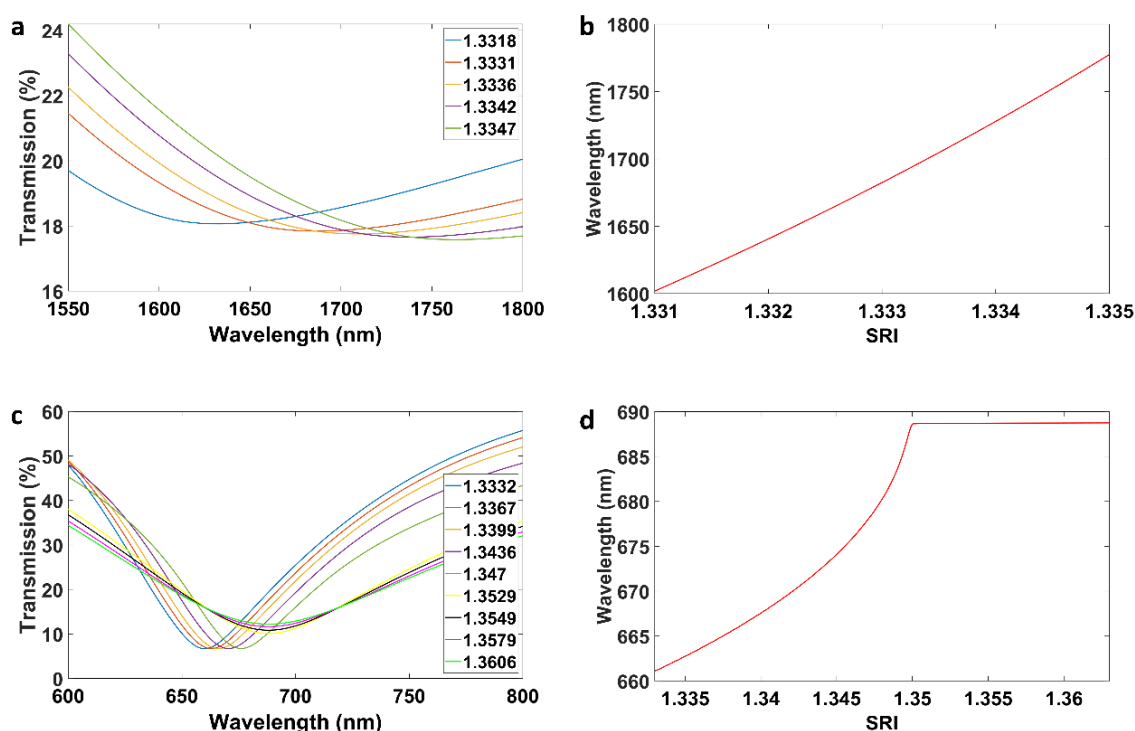 a
24
22
20
18
16
Transmission (%)
1.3318
1.3331
1.3336
1.3342
1.3347
1550 1600 1650 1700 1750 1800
Wavelength (nm)
b
1800
1750
1700
1650
1600
Wavelength (nm)
1.331 1.332 1.333 1.334 1.335
SRI
c
60
50
40
30
20
10
0
Transmission (%)
1.3332
1.3367
1.3399
1.3436
1.347
1.3529
1.3549
1.3579
1.3606
600 650 700 750 800
Wavelength (nm)
d
690
685
680
675
670
665
660
Wavelength (nm)
1.335 1.34 1.345 1.35 1.355 1.36
SRI